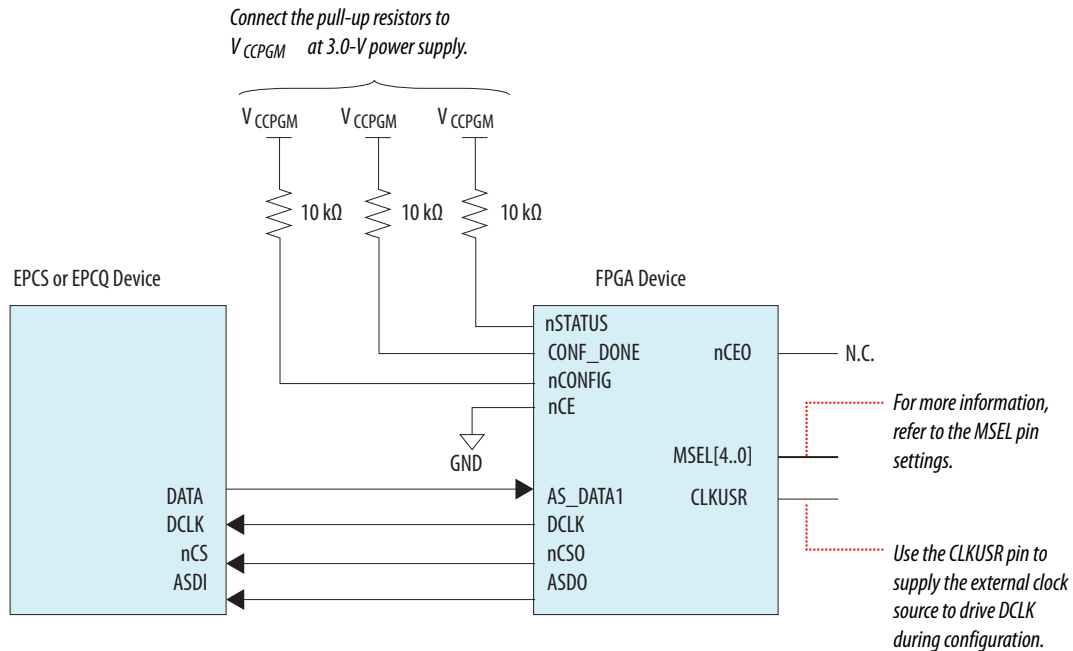 Connect the pull-up resistors to
V CCPGM at 3.0-V power supply.
V CCPGM V CCPGM V CCPGM
10 kΩ 10 kΩ 10 kΩ
EPCS or EPCQ Device
FPGA Device
nSTATUS
CONF_DONE
nCEO
N.C.
nCONFIG
nCE
GND
For more information,
refer to the MSEL pin
settings.
MSEL[4..0]
DATA
DCLK
nCS
ASDI
AS_DATA1
DCLK
nCSO
ASDO
CLKUSR
Use the CLKUSR pin to
supply the external clock
source to drive DCLK
during configuration.